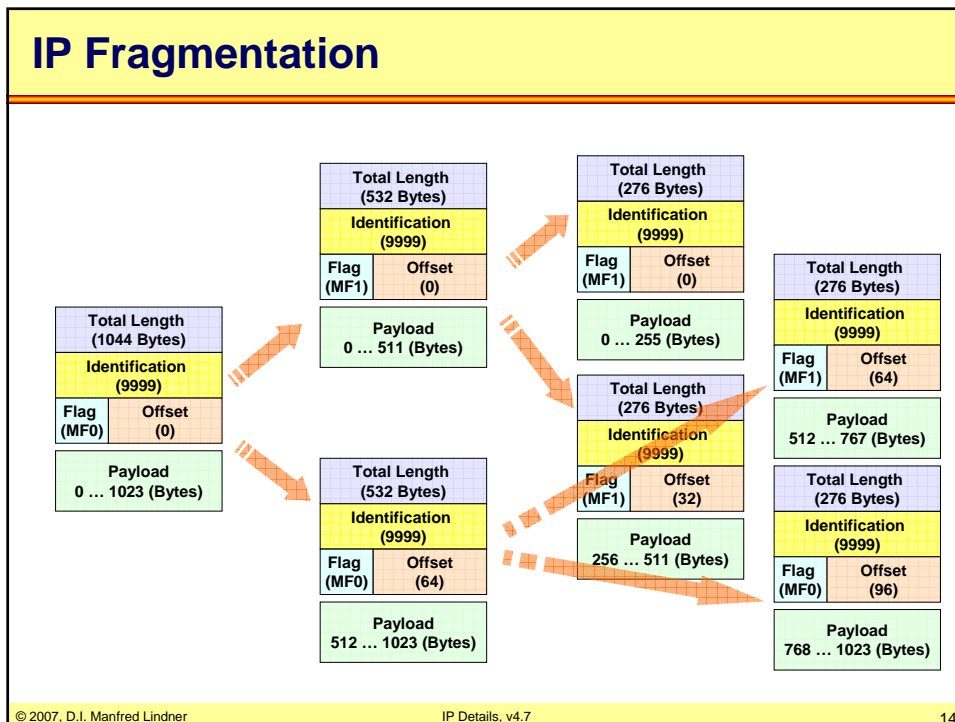 IP Fragmentation
Total Length
(1044 Bytes)
Identification
(9999)
Flag
(MF0)
Offset
(0)
Payload
0 … 1023 (Bytes)
Total Length
(532 Bytes)
Identification
(9999)
Flag
(MF1)
Offset
(0)
Payload
0 … 511 (Bytes)
Total Length
(532 Bytes)
Identification
(9999)
Flag
(MF0)
Offset
(64)
Payload
512 … 1023 (Bytes)
Total Length
(276 Bytes)
Identification
(9999)
Flag
(MF1)
Offset
(0)
Payload
0 … 255 (Bytes)
Total Length
(276 Bytes)
Identification
(9999)
Flag
(MF1)
Offset
(32)
Payload
256 … 511 (Bytes)
Total Length
(276 Bytes)
Identification
(9999)
Flag
(MF1)
Offset
(64)
Payload
512 … 767 (Bytes)
Total Length
(276 Bytes)
Identification
(9999)
Flag
(MF0)
Offset
(96)
Payload
768 … 1023 (Bytes)
© 2007, D.I. Manfred Lindner
IP Details, v4.7
14